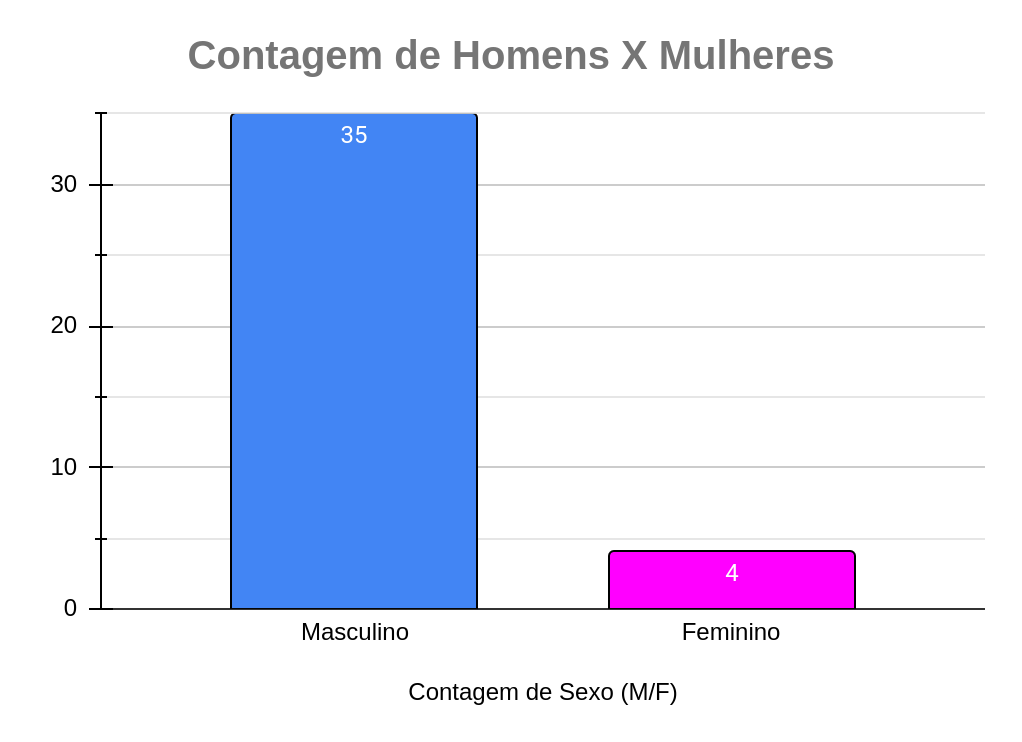 Contagem de Homens X Mulheres
35
30
20
10
4
0
Masculino Feminino
Contagem de Sexo (M/F)